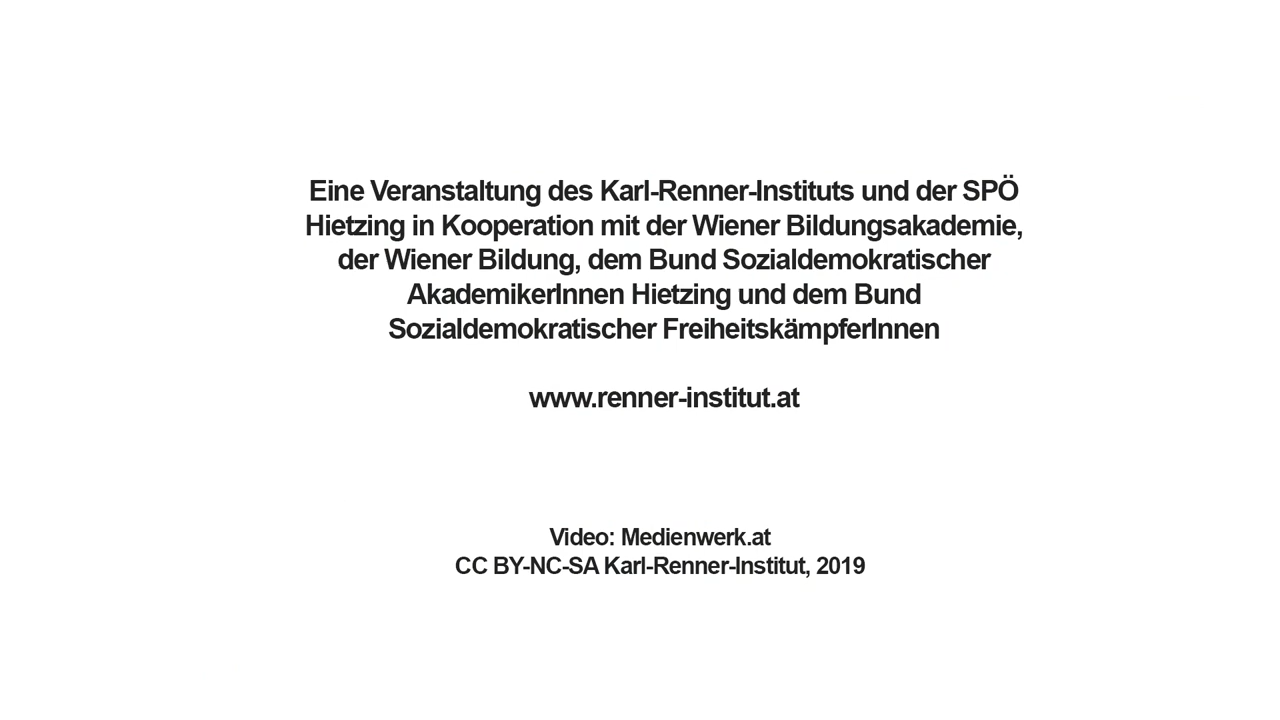 Eine Veranstaltung des Karl-Renner-Instituts und der SPÖ
Hietzing in Kooperation mit der Wiener Bildungsakademie,
der Wiener Bildung, dem Bund Sozialdemokratischer
AkademikerInnen Hietzing und dem Bund
Sozialdemokratischer FreiheitskämpferInnen
www.renner-institut.at
Video: Medienwerk.at
CC BY-NC-SA Karl-Renner-Institut, 2019